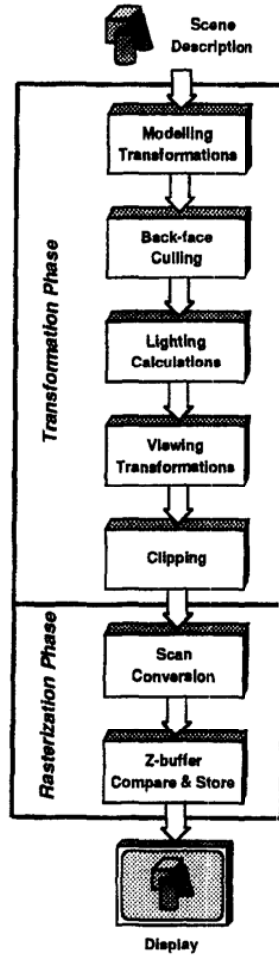 Scene
Description
Modelling
Transformations
Back-face
Culling
Lighting
Calculations
Viewing
Transformations
Clipping
Transformation Phase
Scan
Conversion
Z-buffer
Compare & Store
Rasterization Phase
Display